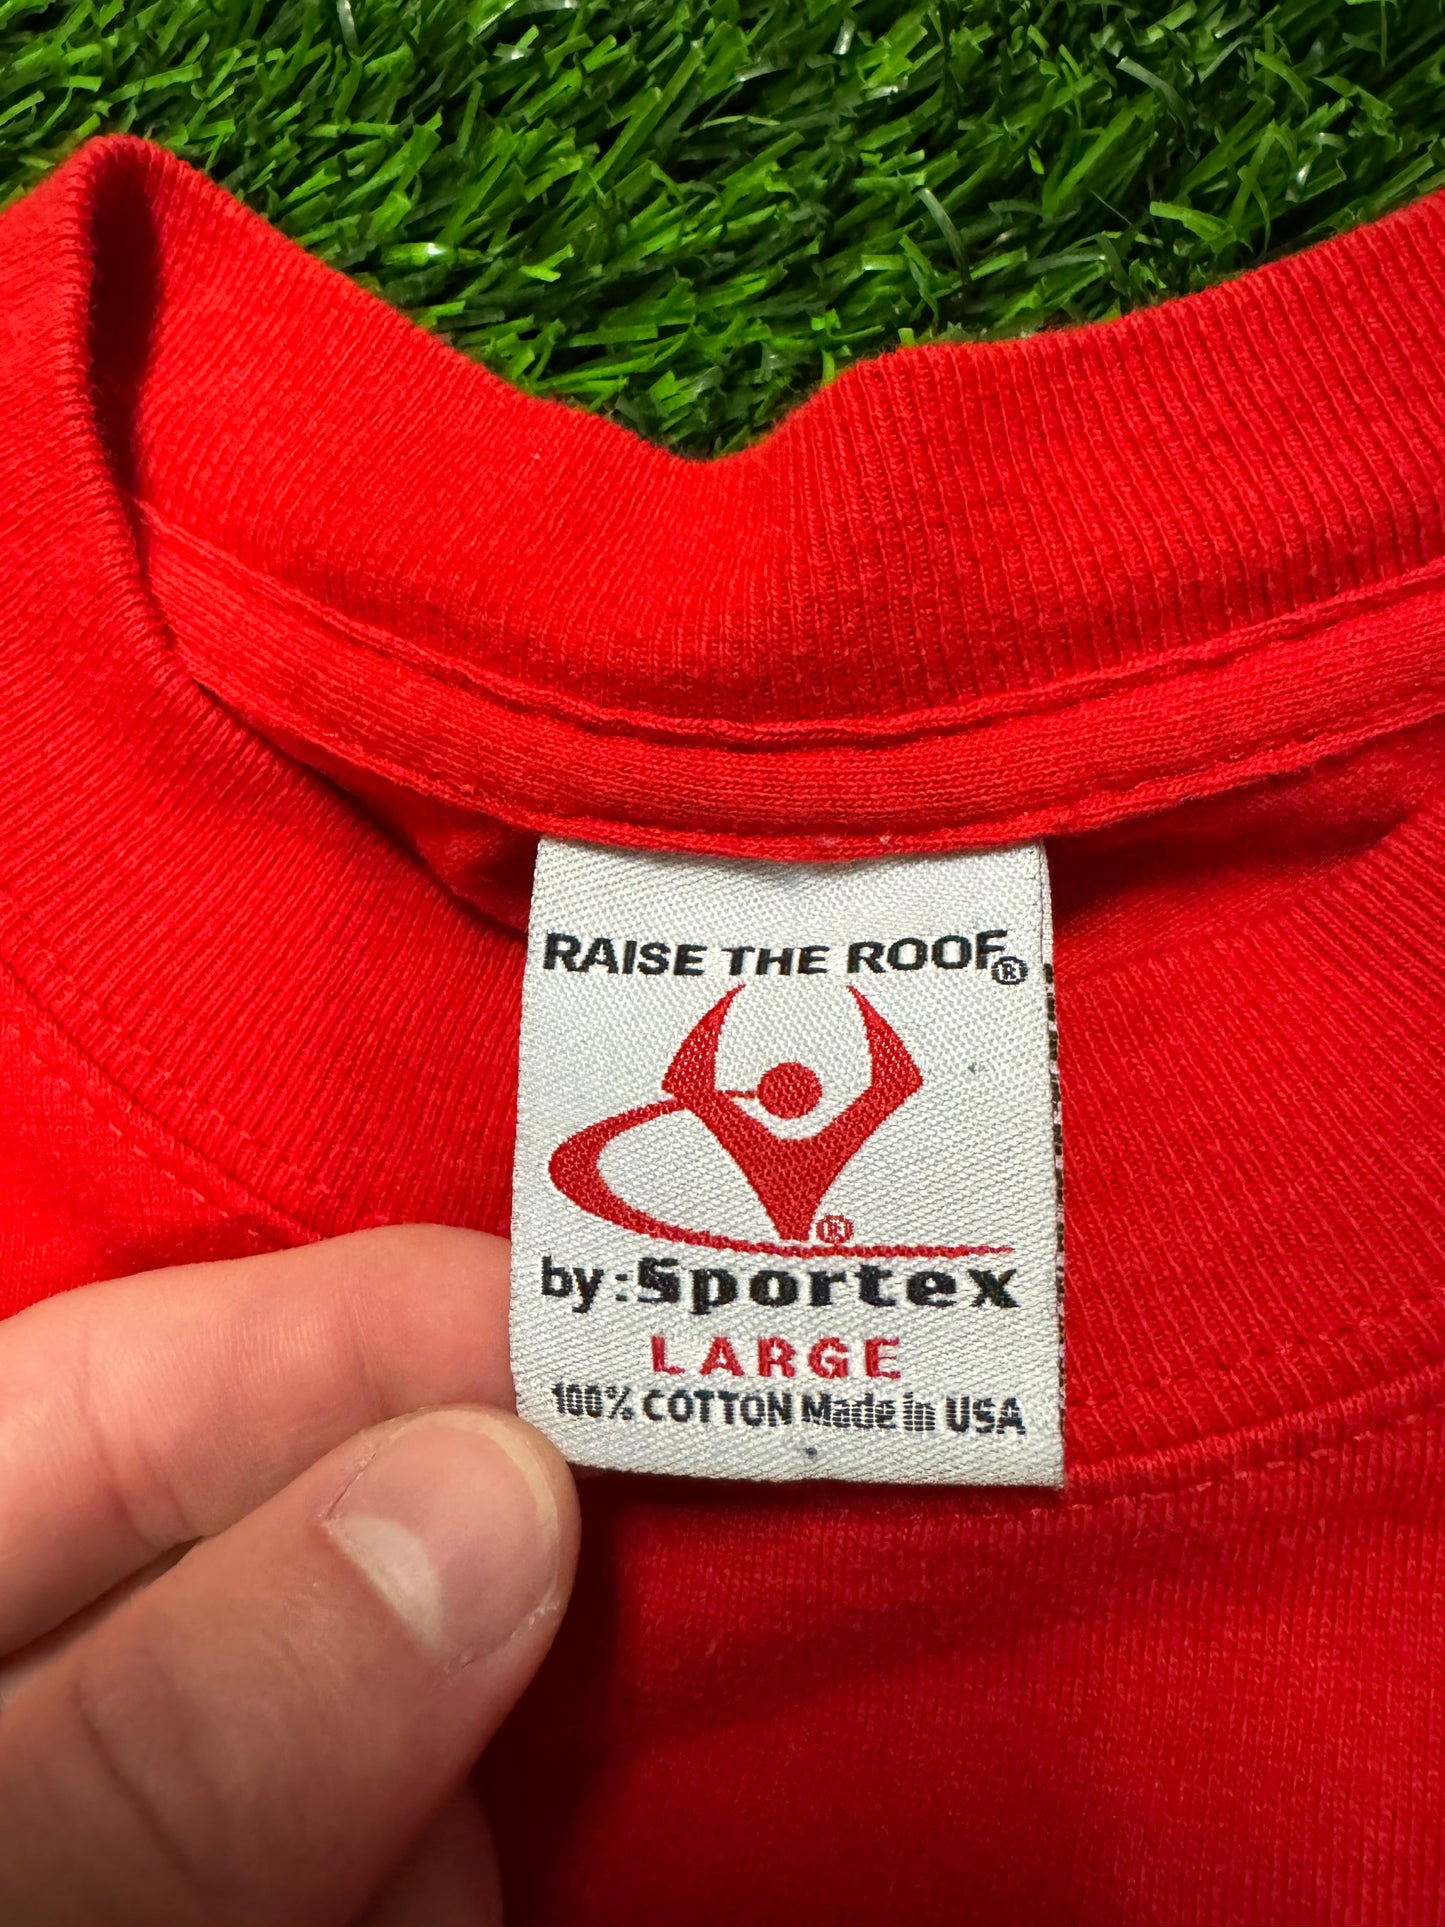 RAISE THE ROOF®
®
by:Sportex
LARGE
100% COTTON Made in USA